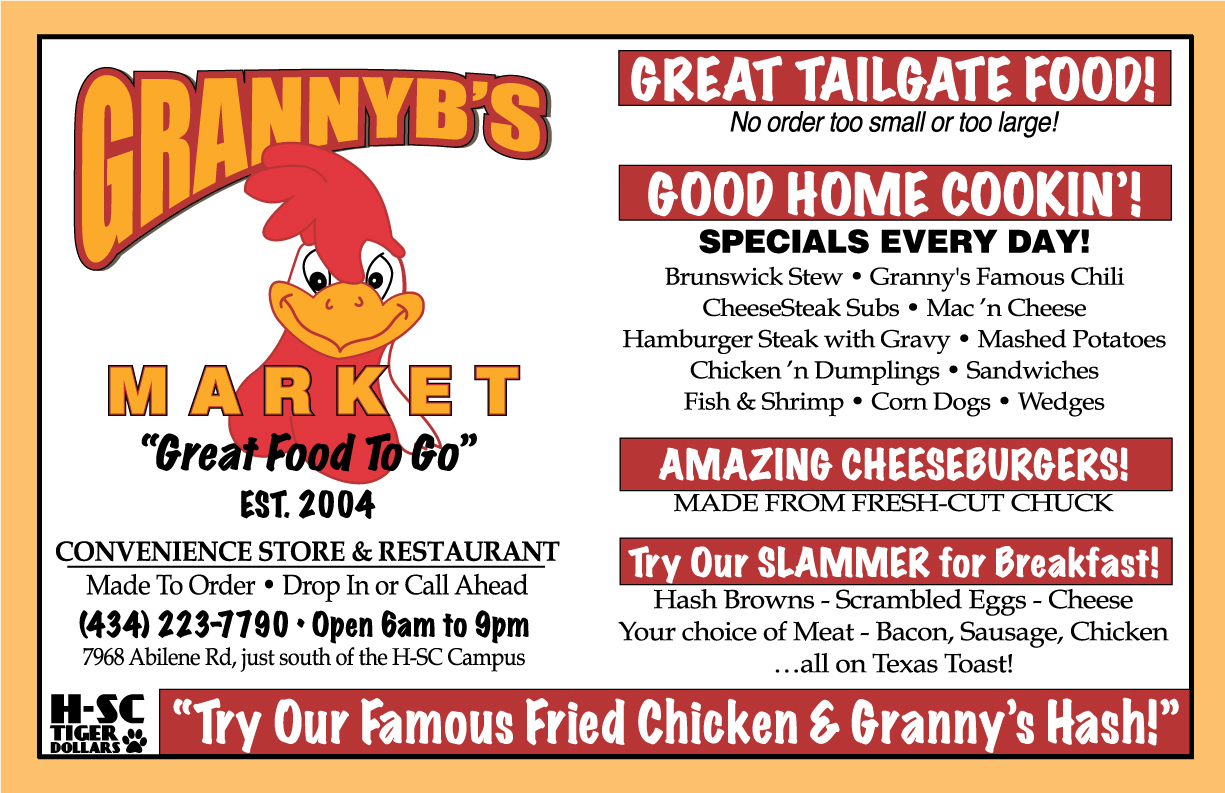 GRANNYB'S
MARKET
“Great Food To Go”
EST. 2004
CONVENIENCE STORE & RESTAURANT
Made To Order • Drop In or Call Ahead
(434) 223-7790 • Open 6am to 9pm
7968 Abilene Rd, just south of the H-SC Campus
GREAT TAILGATE FOOD!
No order too small or too large!
GOOD HOME COOKIN’!
SPECIALS EVERY DAY!
Brunswick Stew • Granny's Famous Chili
CheeseSteak Subs • Mac ’n Cheese
Hamburger Steak with Gravy • Mashed Potatoes
Chicken ’n Dumplings • Sandwiches
Fish & Shrimp • Corn Dogs • Wedges
AMAZING CHEESEBURGERS!
MADE FROM FRESH-CUT CHUCK
Try Our SLAMMER for Breakfast!
Hash Browns - Scrambled Eggs - Cheese
Your choice of Meat - Bacon, Sausage, Chicken
…all on Texas Toast!
H-SC
TIGER
DOLLARS
“Try Our Famous Fried Chicken & Granny’s Hash!”